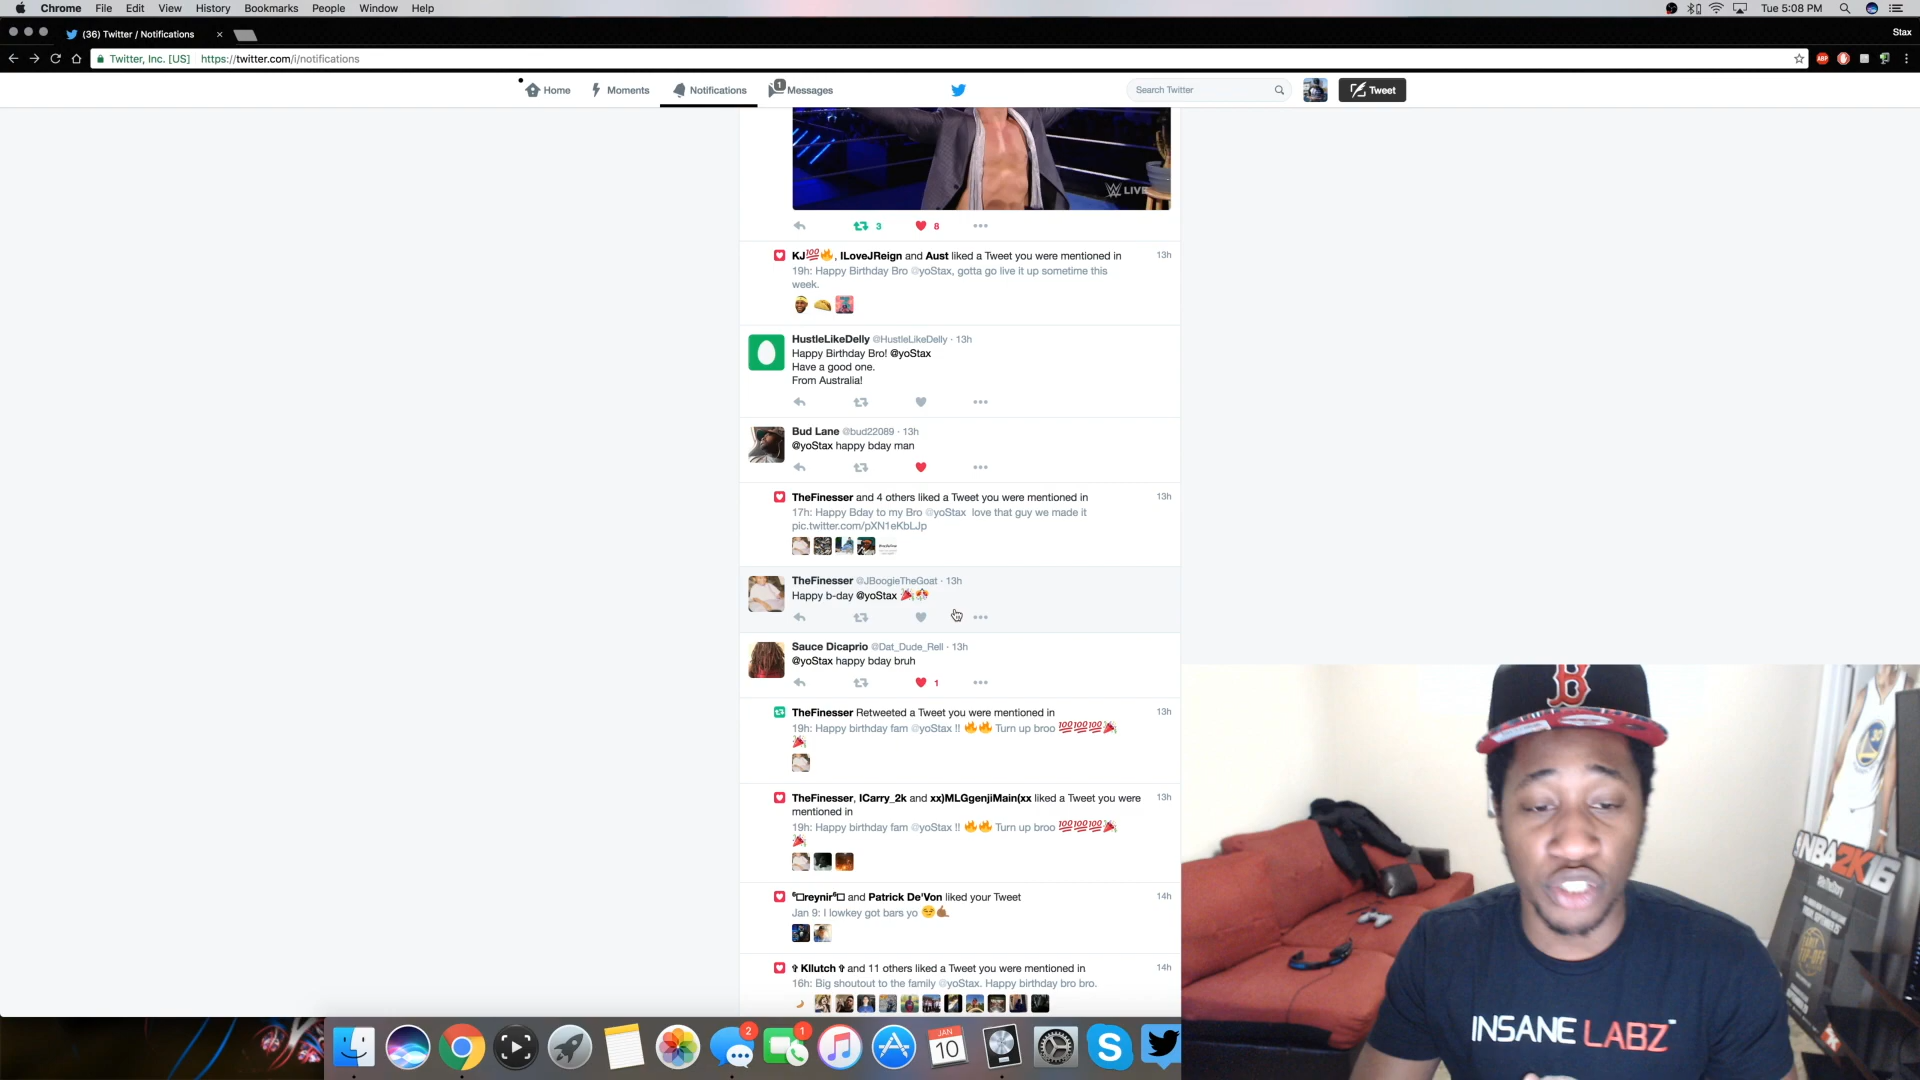 Chrome File Edit View History Bookmarks People Window Help
Tue 5:08 PM
(36) Twitter / Notifications
Stax
Twitter, Inc. [US] https://twitter.com/i/notifications
ABP
Home Moments Notifications 1 Messages
Search Twitter
Tweet
LIVE
3 8
KJ💯🔥, ILoveJReign and Aust liked a Tweet you were mentioned in 13h
19h: Happy Birthday Bro @yoStax, gotta go live it up sometime this
week.
HustleLikeDelly @HustleLikeDelly · 13h
Happy Birthday Bro! @yoStax
Have a good one.
From Australia!
Bud Lane @bud22089 · 13h
@yoStax happy bday man
TheFinesser and 4 others liked a Tweet you were mentioned in 13h
17h: Happy Bday to my Bro @yoStax love that guy we made it
pic.twitter.com/pXN1eKbLJp
TheFinesser @JBoogieTheGoat · 13h
Happy b-day @yoStax 🎉🎊
Sauce Dicaprio @Dat_Dude_Rell · 13h
@yoStax happy bday bruh
1
TheFinesser Retweeted a Tweet you were mentioned in 13h
19h: Happy birthday fam @yoStax !! 🔥🔥 Turn up broo 💯💯💯🎉
🎉
TheFinesser, ICarry_2k and xx)MLGgenjiMain(xx liked a Tweet you were 13h
mentioned in
19h: Happy birthday fam @yoStax !! 🔥🔥 Turn up broo 💯💯💯🎉
🎉
⁶□reynir⁶□ and Patrick De'Von liked your Tweet 14h
Jan 9: I lowkey got bars yo
✞ Kllutch ✞ and 11 others liked a Tweet you were mentioned in 14h
16h: Big shoutout to the family @yoStax. Happy birthday bro bro.
2
1
JAN
10
B
30
NBA2K16
INSANE LABZ